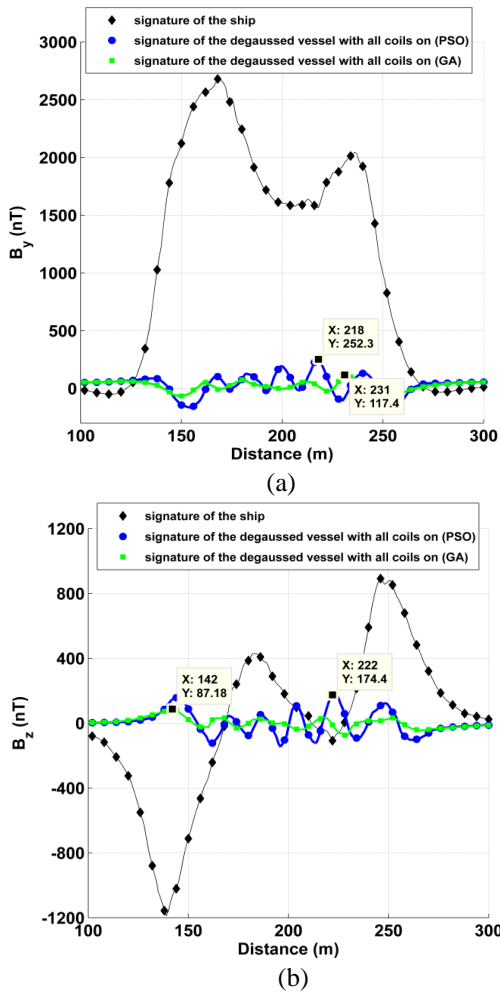 signature of the ship
signature of the degaussed vessel with all coils on (PSO)
signature of the degaussed vessel with all coils on (GA)
3000
2500
2000
1500
1000
500
0
B_y (nT)
X: 218
Y: 252.3
X: 231
Y: 117.4
100 150 200 250 300
Distance (m)
(a)
1200
signature of the ship
signature of the degaussed vessel with all coils on (PSO)
signature of the degaussed vessel with all coils on (GA)
800
400
0
-400
-800
-1200
B_z (nT)
X: 142
Y: 87.18
X: 222
Y: 174.4
100 150 200 250 300
Distance (m)
(b)